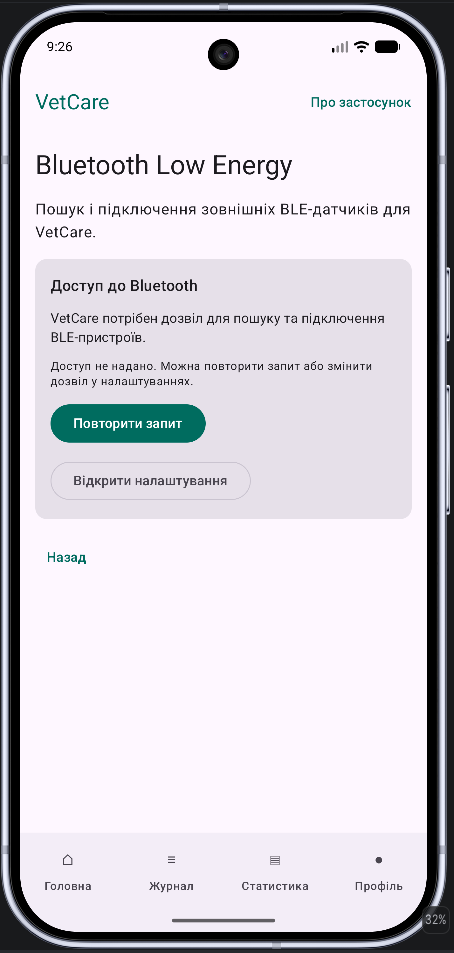 9:26
VetCare
Про застосунок
Bluetooth Low Energy
Пошук і підключення зовнішніх BLE-датчиків для
VetCare.
Доступ до Bluetooth
VetCare потрібен дозвіл для пошуку та підключення
BLE-пристроїв.
Доступ не надано. Можна повторити запит або змінити
дозвіл у налаштуваннях.
Повторити запит
Відкрити налаштування
Назад
Головна
Журнал
Статистика
Профіль
32%